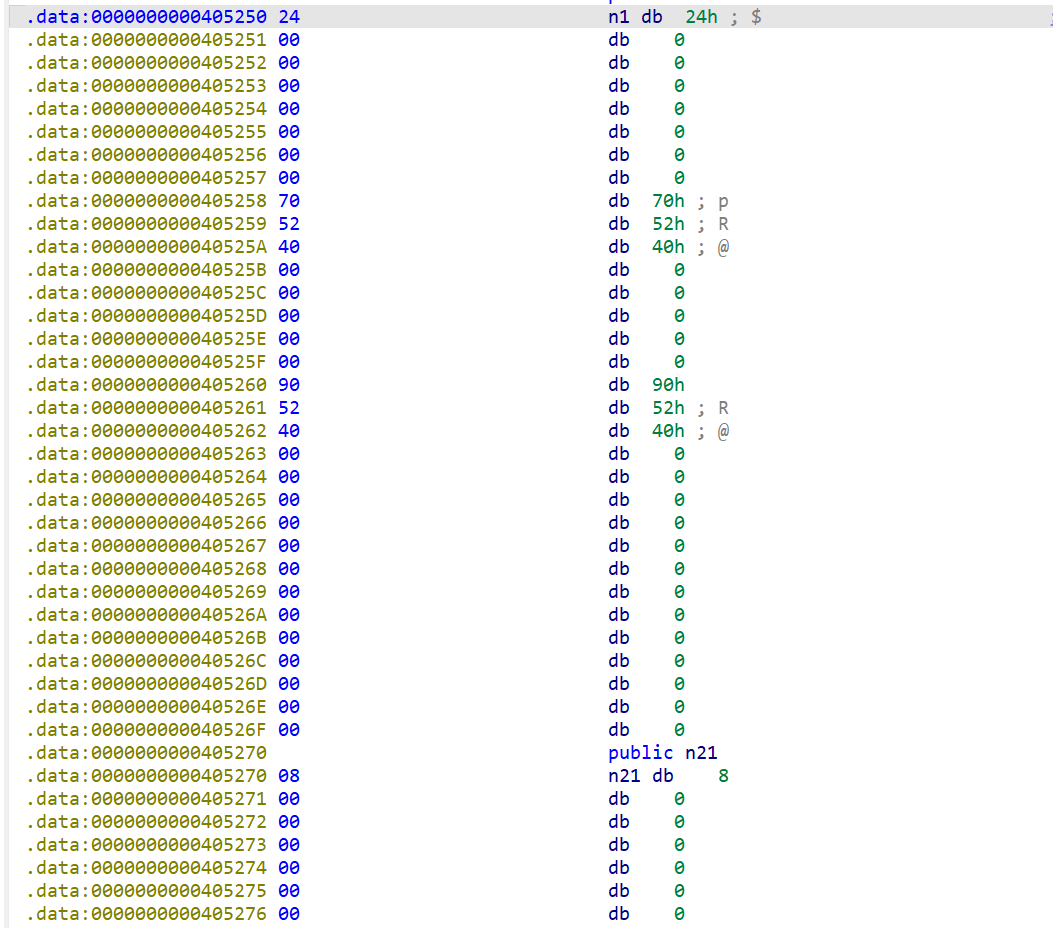 .data:0000000000405250 24 n1 db 24h ; $
.data:0000000000405251 00 db 0
.data:0000000000405252 00 db 0
.data:0000000000405253 00 db 0
.data:0000000000405254 00 db 0
.data:0000000000405255 00 db 0
.data:0000000000405256 00 db 0
.data:0000000000405257 00 db 0
.data:0000000000405258 70 db 70h ; p
.data:0000000000405259 52 db 52h ; R
.data:000000000040525A 40 db 40h ; @
.data:000000000040525B 00 db 0
.data:000000000040525C 00 db 0
.data:000000000040525D 00 db 0
.data:000000000040525E 00 db 0
.data:000000000040525F 00 db 0
.data:0000000000405260 90 db 90h
.data:0000000000405261 52 db 52h ; R
.data:0000000000405262 40 db 40h ; @
.data:0000000000405263 00 db 0
.data:0000000000405264 00 db 0
.data:0000000000405265 00 db 0
.data:0000000000405266 00 db 0
.data:0000000000405267 00 db 0
.data:0000000000405268 00 db 0
.data:0000000000405269 00 db 0
.data:000000000040526A 00 db 0
.data:000000000040526B 00 db 0
.data:000000000040526C 00 db 0
.data:000000000040526D 00 db 0
.data:000000000040526E 00 db 0
.data:000000000040526F 00 db 0
.data:0000000000405270 public n21
.data:0000000000405270 08 n21 db 8
.data:0000000000405271 00 db 0
.data:0000000000405272 00 db 0
.data:0000000000405273 00 db 0
.data:0000000000405274 00 db 0
.data:0000000000405275 00 db 0
.data:0000000000405276 00 db 0